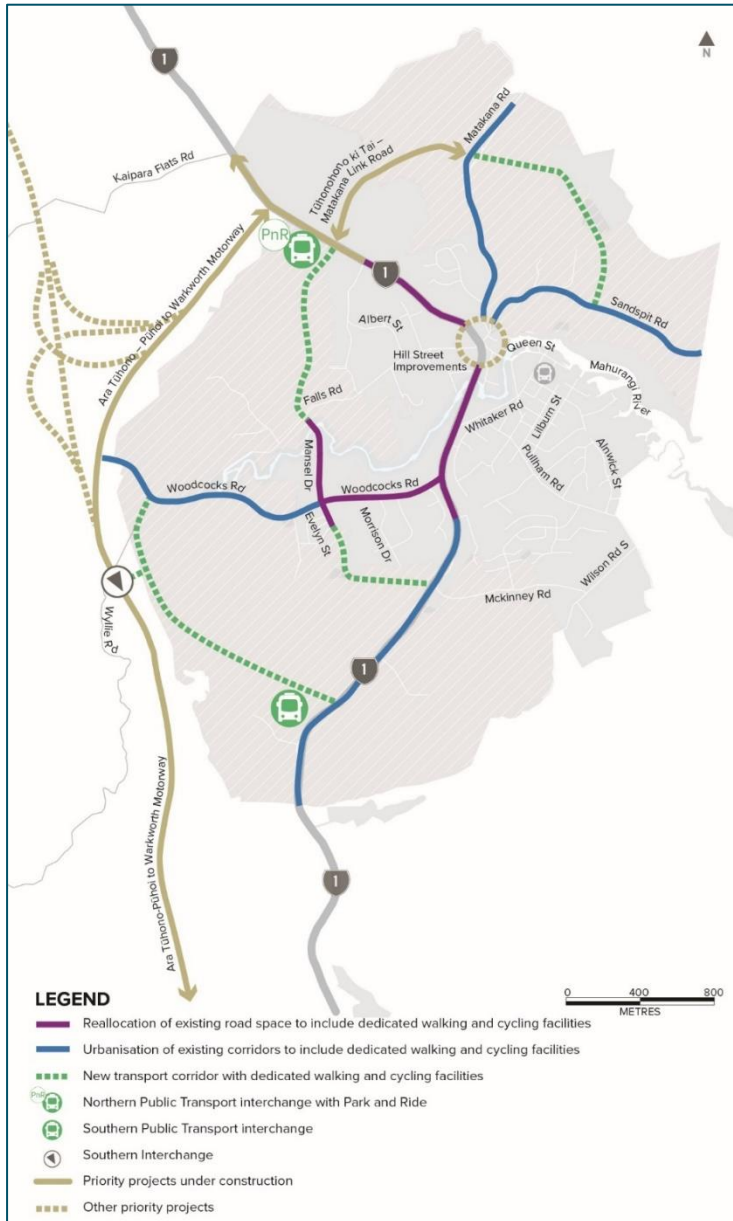 1
N
Matakana Rd
Kaipara Flats Rd
Tūhonohono ki Tai –
Matakana Link Road
PnR
1
Sandspit Rd
Albert St
Hill Street
Improvements
Queen St
Mahurangi
River
Ara Tūhono – Pūhoi to Warkworth Motorway
Falls Rd
Whitaker Rd
Lilburn St
Pulham Rd
Alnwick St
Mansel Dr
Woodcocks Rd
Woodcocks Rd
Evelyn St
Morrison Dr
Wilson Rd S
Mckinney Rd
Wyllie Rd
1
Ara Tūhono-Pūhoi to Warkworth Motorway
1
LEGEND
0 400 800
METRES
Reallocation of existing road space to include dedicated walking and cycling facilities
Urbanisation of existing corridors to include dedicated walking and cycling facilities
New transport corridor with dedicated walking and cycling facilities
PnR
Northern Public Transport interchange with Park and Ride
Southern Public Transport interchange
Southern Interchange
Priority projects under construction
Other priority projects